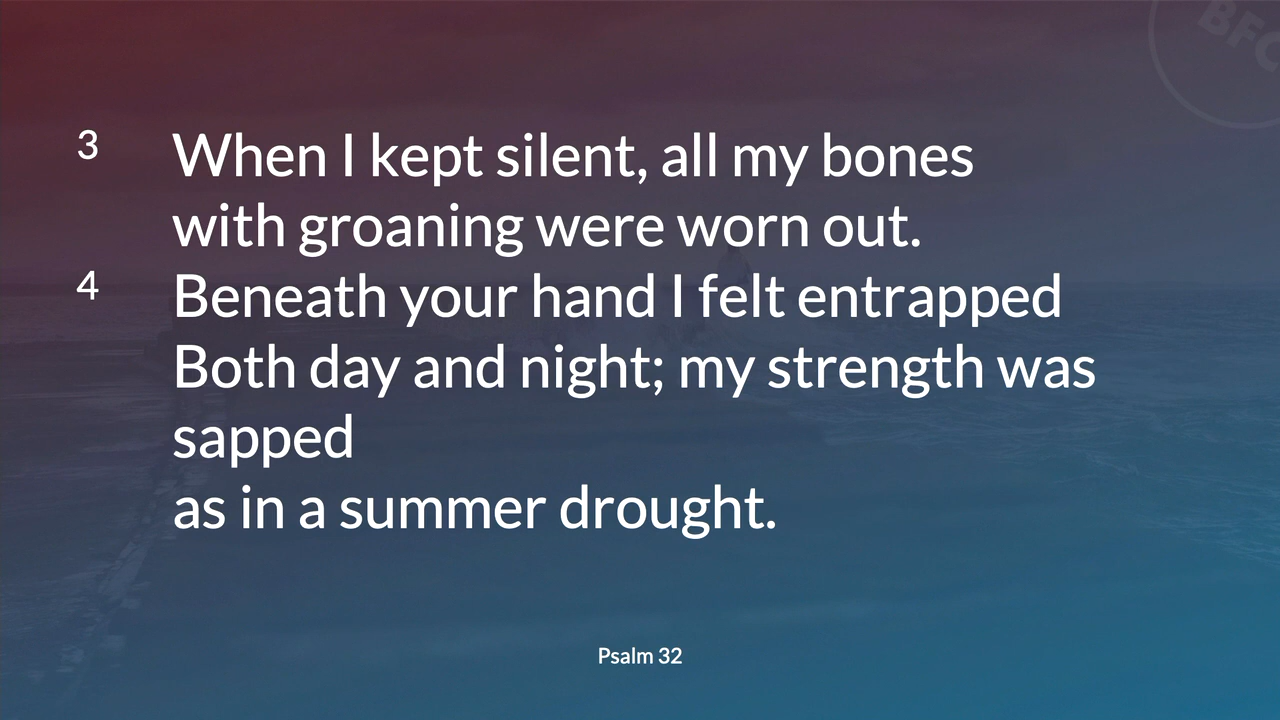 BFC
3 When I kept silent, all my bones
with groaning were worn out.
4 Beneath your hand I felt entrapped
Both day and night; my strength was
sapped
as in a summer drought.
Psalm 32